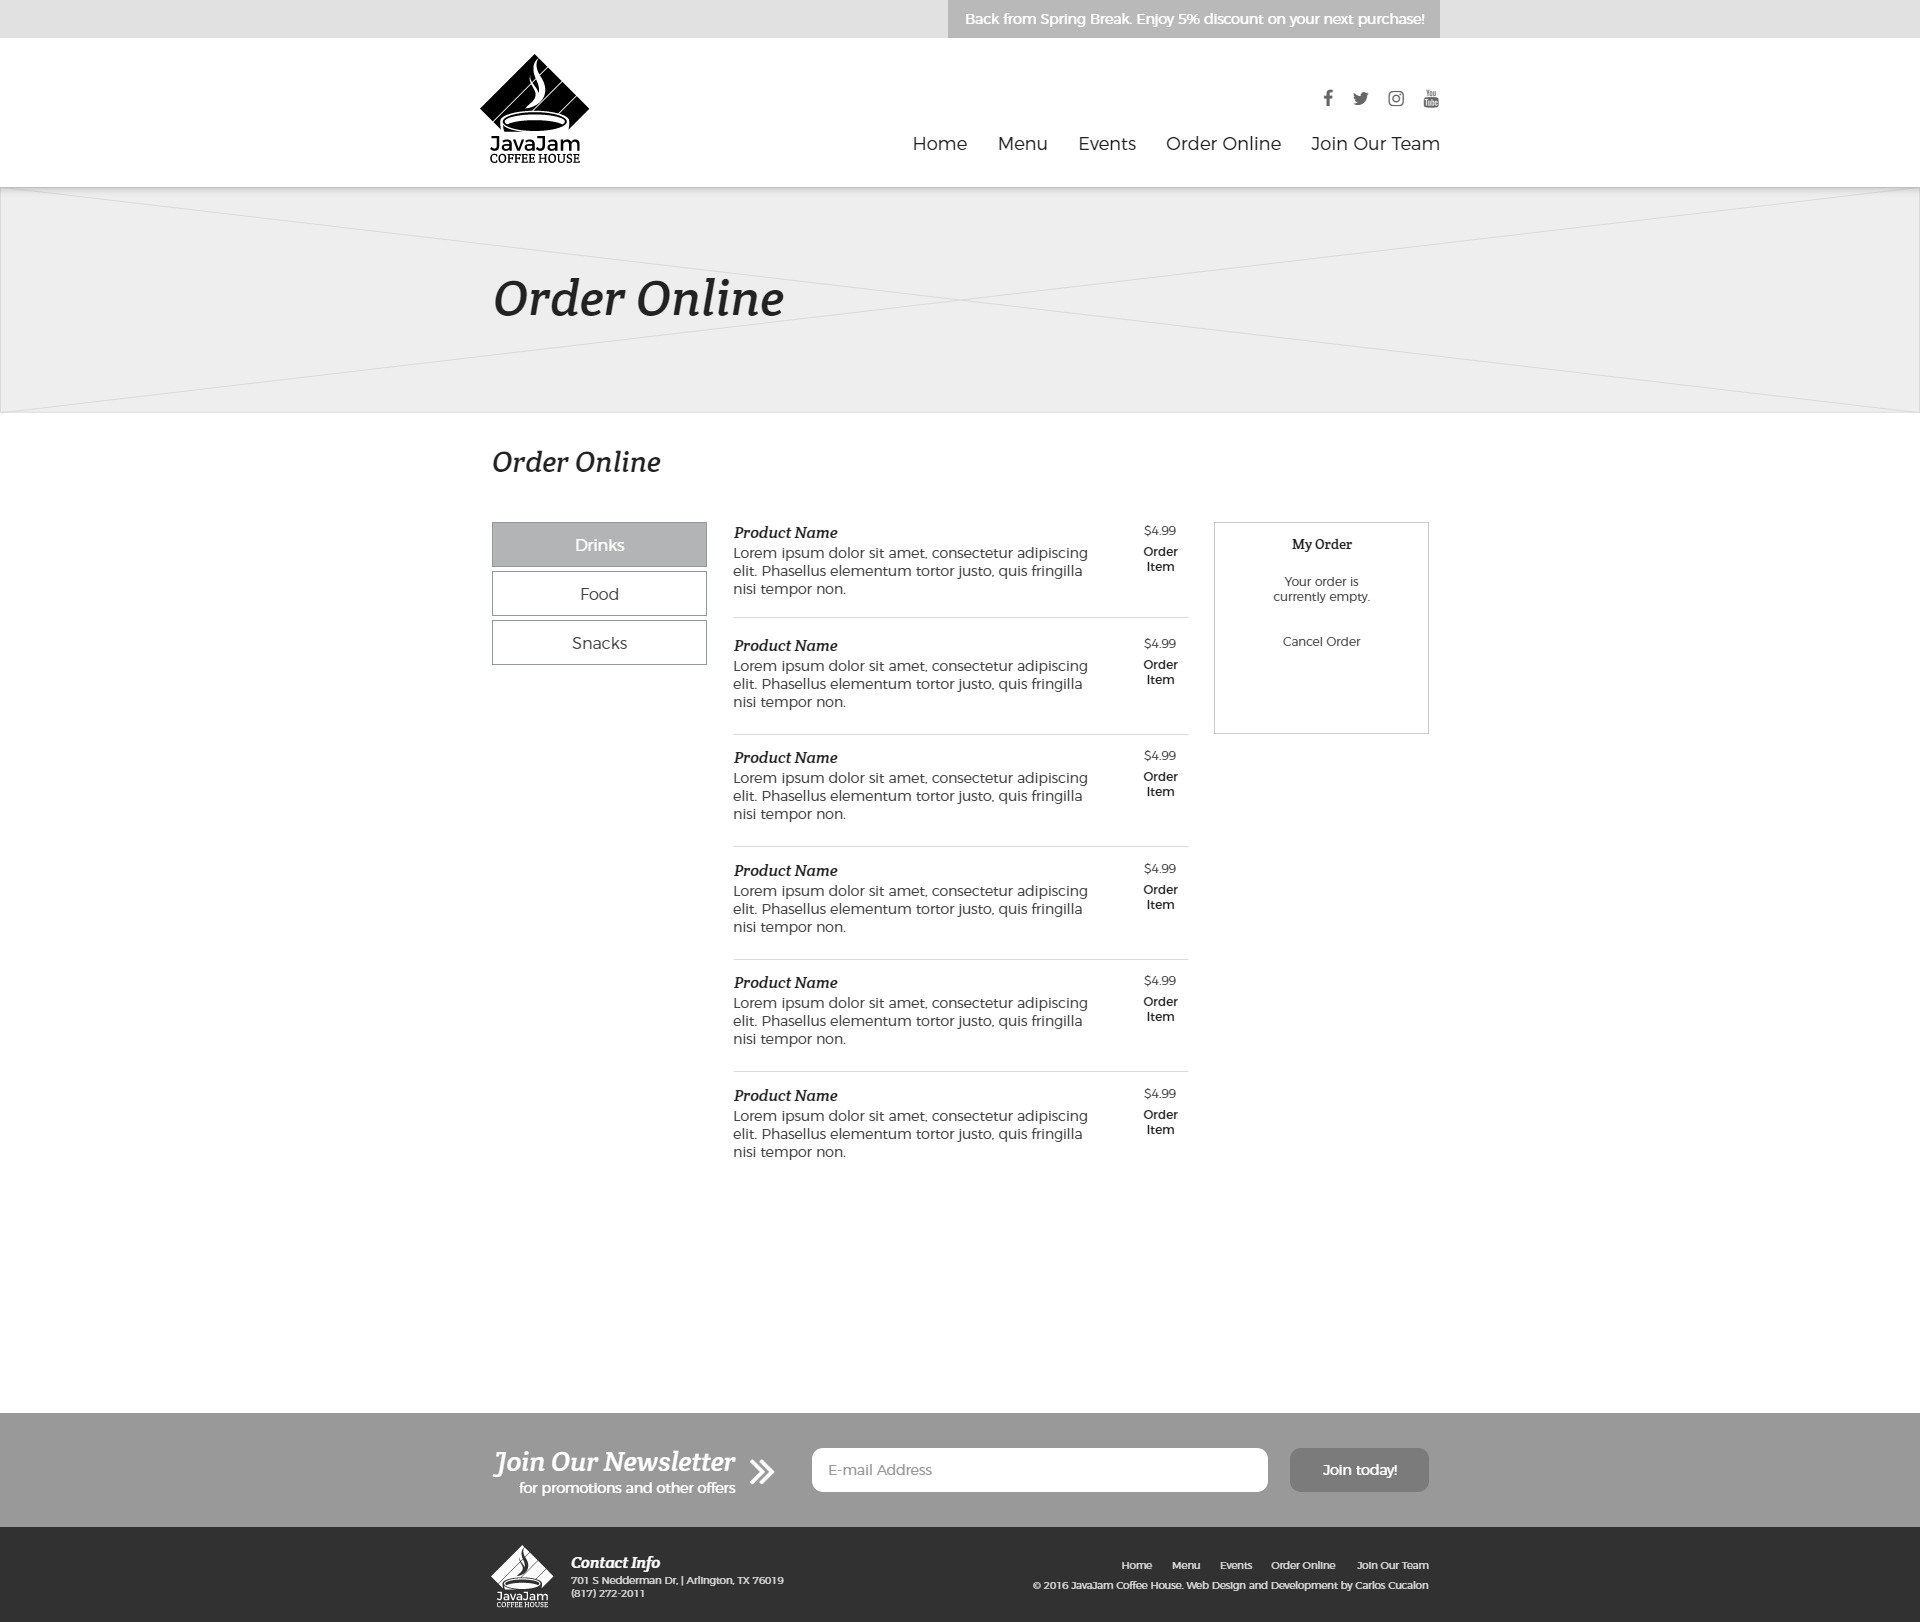 Back from Spring Break. Enjoy 5% discount on your next purchase!
JavaJam
COFFEE HOUSE
You
Tube
Home Menu Events Order Online Join Our Team
Order Online
Order Online
Drinks
Food
Snacks
Product Name
Lorem ipsum dolor sit amet, consectetur adipiscing
elit. Phasellus elementum tortor justo, quis fringilla
nisi tempor non.
$4.99
Order
Item
Product Name
Lorem ipsum dolor sit amet, consectetur adipiscing
elit. Phasellus elementum tortor justo, quis fringilla
nisi tempor non.
$4.99
Order
Item
Product Name
Lorem ipsum dolor sit amet, consectetur adipiscing
elit. Phasellus elementum tortor justo, quis fringilla
nisi tempor non.
$4.99
Order
Item
Product Name
Lorem ipsum dolor sit amet, consectetur adipiscing
elit. Phasellus elementum tortor justo, quis fringilla
nisi tempor non.
$4.99
Order
Item
Product Name
Lorem ipsum dolor sit amet, consectetur adipiscing
elit. Phasellus elementum tortor justo, quis fringilla
nisi tempor non.
$4.99
Order
Item
Product Name
Lorem ipsum dolor sit amet, consectetur adipiscing
elit. Phasellus elementum tortor justo, quis fringilla
nisi tempor non.
$4.99
Order
Item
My Order
Your order is
currently empty.
Cancel Order
Join Our Newsletter
for promotions and other offers
E-mail Address
Join today!
JavaJam
COFFEE HOUSE
Contact Info
701 S Nedderman Dr, | Arlington, TX 76019
(817) 272-2011
Home Menu Events Order Online Join Our Team
© 2016 JavaJam Coffee House. Web Design and Development by Carlos Cucalon